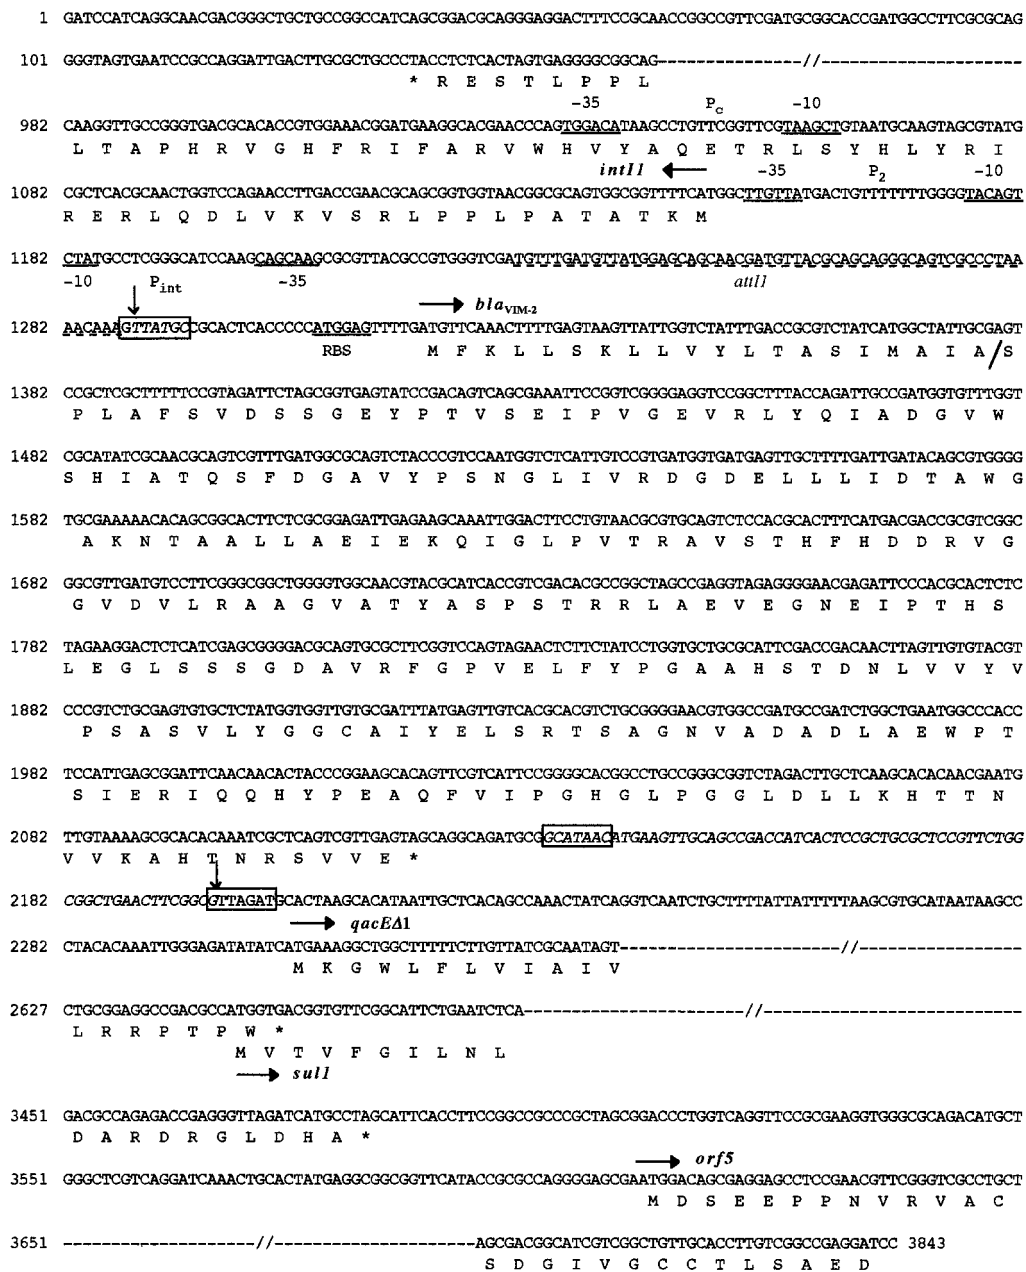 1 GATCCATCAGGCAACGACGGGCTGCTGCCGGCCATCAGCGGACGCAGGGAGGACTTTCCGCAACCGGCCGTTCGATGCGGCACCGATGGCCTTCGCGCAG
101 GGGTAGTGAATCCGCCAGGATTGACTTGCGCTGCCCTACCTCTCACTAGTGAGGGGCGGCAG--------------------//--------------------
* R E S T L P P L
-35 PC -10
982 CAAGGTTGCCGGGTGACGCACACCGTGGAAACGGATGAAGGCACGAACCCAGTGGACATAAGCCTGTTCGGTTCGTAAGCTGTAATGCAAGTAGCGTATG
L T A P H R V G H F R I F A R V W H V Y A Q E T R L S Y H L Y R I
intI1 -35 P2 -10
1082 CGCTCACGCAACTGGTCCAGAACCTTGACCGAACGCAGCGGTGGTAACGGCGCAGTGGCGGTTTTCATGGCTTGTTATGACTGTTTTTTTGGGGTACAGT
R E R L Q D L V K V S R L P P L P A T A T K M
1182 CTATGCCTCGGGCATCCAAGCAGCAAGCGCGTTACGCCGTGGGTCGATGTTTGATGTTATGGAGCAGCAACGATGTTACGCAGCAGGGCAGTCGCCCTAA
-10 Pint -35 attI1
blaVIM-2
1282 AACAAAGTTATGCCGCACTCACCCCCATGGAGTTTTGATGTTCAAACTTTTGAGTAAGTTATTGGTCTATTTGACCGCGTCTATCATGGCTATTGCGAGT
RBS M F K L L S K L L V Y L T A S I M A I A / S
1382 CCGCTCGCTTTTTCCGTAGATTCTAGCGGTGAGTATCCGACAGTCAGCGAAATTCCGGTCGGGGAGGTCCGGCTTTACCAGATTGCCGATGGTGTTTGGT
P L A F S V D S S G E Y P T V S E I P V G E V R L Y Q I A D G V W
1482 CGCATATCGCAACGCAGTCGTTTGATGGCGCAGTCTACCCGTCCAATGGTCTCATTGTCCGTGATGGTGATGAGTTGCTTTTGATTGATACAGCGTGGGG
S H I A T Q S F D G A V Y P S N G L I V R D G D E L L L I D T A W G
1582 TGCGAAAAACACAGCGGCACTTCTCGCGGAGATTGAGAAGCAAATTGGACTTCCTGTAACGCGTGCAGTCTCCACGCACTTTCATGACGACCGCGTCGGC
A K N T A A L L A E I E K Q I G L P V T R A V S T H F H D D R V G
1682 GGCGTTGATGTCCTTCGGGCGGCTGGGGTGGCAACGTACGCATCACCGTCGACACGCCGGCTAGCCGAGGTAGAGGGGAACGAGATTCCCACGCACTCTC
G V D V L R A A G V A T Y A S P S T R R L A E V E G N E I P T H S
1782 TAGAAGGACTCTCATCGAGCGGGGACGCAGTGCGCTTCGGTCCAGTAGAACTCTTCTATCCTGGTGCTGCGCATTCGACCGACAACTTAGTTGTGTACGT
L E G L S S S G D A V R F G P V E L F Y P G A A H S T D N L V V Y V
1882 CCCGTCTGCGAGTGTGCTCTATGGTGGTTGTGCGATTTATGAGTTGTCACGCACGTCTGCGGGGAACGTGGCCGATGCCGATCTGGCTGAATGGCCCACC
P S A S V L Y G G C A I Y E L S R T S A G N V A D A D L A E W P T
1982 TCCATTGAGCGGATTCAACAACACTACCCGGAAGCACAGTTCGTCATTCCGGGGCACGGCCTGCCGGGCGGTCTAGACTTGCTCAAGCACACAACGAATG
S I E R I Q Q H Y P E A Q F V I P G H G L P G G L D L L K H T T N
2082 TTGTAAAAGCGCACACAAATCGCTCAGTCGTTGAGTAGCAGGCAGATGCGGCATAACATGAAGTTGCAGCCGACCATCACTCCGCTGCGCTCCGTTCTGG
V V K A H T N R S V V E *
2182 CGGCTGAACTTCGGCGTTAGATGCACTAAGCACATAATTGCTCACAGCCAAACTATCAGGTCAATCTGCTTTTATTATTTTTAAGCGTGCATAATAAGCC
qacEΔ1
2282 CTACACAAATTGGGAGATATATCATGAAAGGCTGGCTTTTTCTTGTTATCGCAATAGT--------------------//--------------------
M K G W L F L V I A I V
2627 CTGCGGAGGCCGACGCCATGGTGACGGTGTTCGGCATTCTGAATCTCA--------------------//--------------------
L R R P T P W *
M V T V F G I L N L
sul1
3451 GACGCCAGAGACCGAGGGTTAGATCATGCCTAGCATTCACCTTCCGGCCGCCCGCTAGCGGACCCTGGTCAGGTTCCGCGAAGGTGGGCGCAGACATGCT
D A R D R G L D H A *
orf5
3551 GGGCTCGTCAGGATCAAACTGCACTATGAGGCGGCGGTTCATACCGCGCCAGGGGAGCGAATGGACAGCGAGGAGCCTCCGAACGTTCGGGTCGCCTGCT
M D S E E P P N V R V A C
3651 --------------------//--------------------AGCGACGGCATCGTCGGCTGTTGCACCTTGTCGGCCGAGGATCC 3843
S D G I V G C C T L S A E D